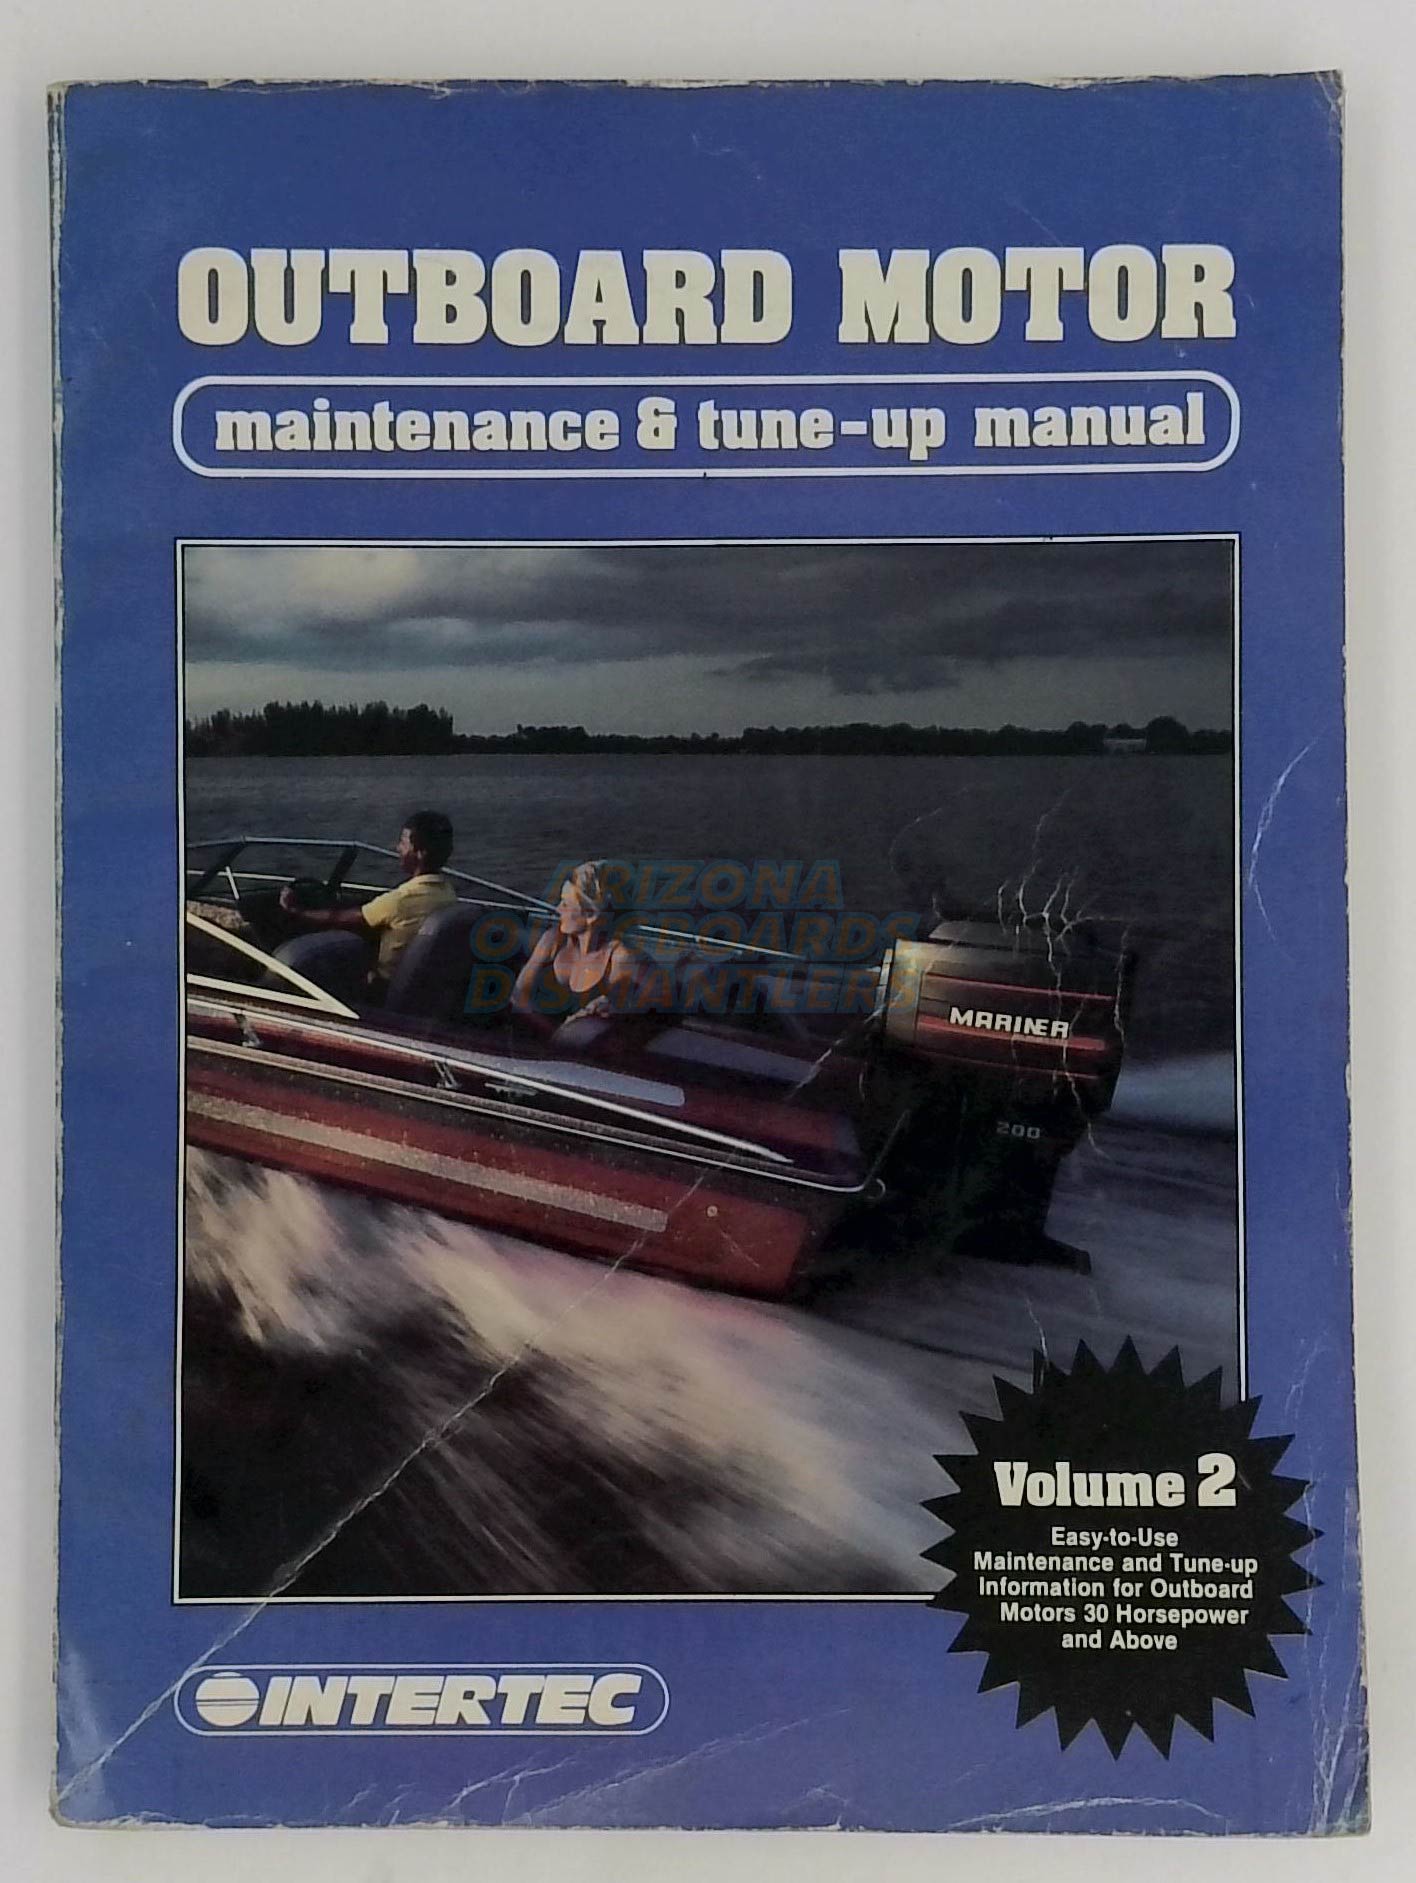 OUTBOARD MOTOR
maintenance & tune-up manual
ARIZONA
OUTGBOARDS
DISMANTLERS
MARINER
200
Volume 2
Easy-to-Use
Maintenance and Tune-up
Information for Outboard
Motors 30 Horsepower
and Above
INTERTEC